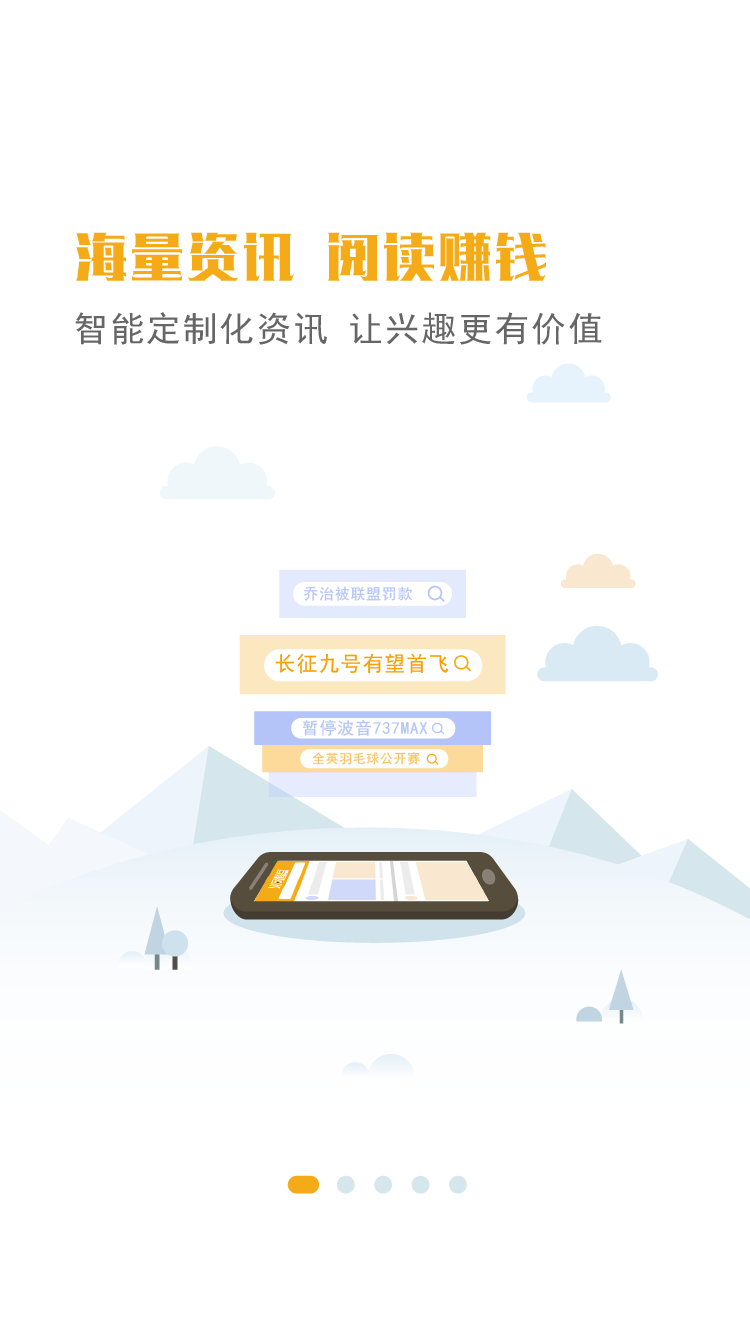 海量资讯 阅读赚钱
智能定制化资讯 让兴趣更有价值
乔治被联盟罚款
长征九号有望首飞
暂停波音737MAX
全英羽毛球公开赛